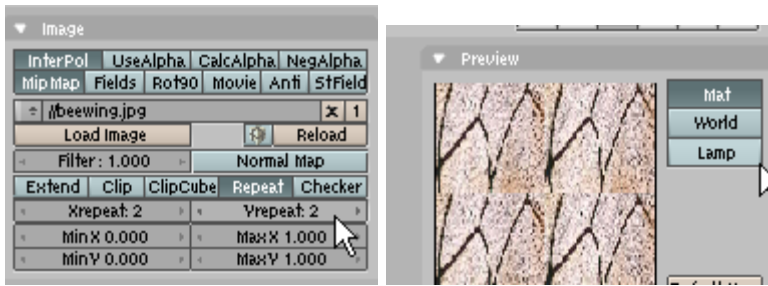 Image
InterPol UseAlpha CalcAlpha NegAlpha
MipMap Fields Rot90 Movie Anti StField
//beewing.jpg X 1
Load Image Reload
Filter: 1.000 Normal Map
Extend Clip ClipCube Repeat Checker
Xrepeat: 2 Yrepeat: 2
MinX 0.000 MaxX 1.000
MinY 0.000 MaxY 1.000
Preview
Mat
World
Lamp